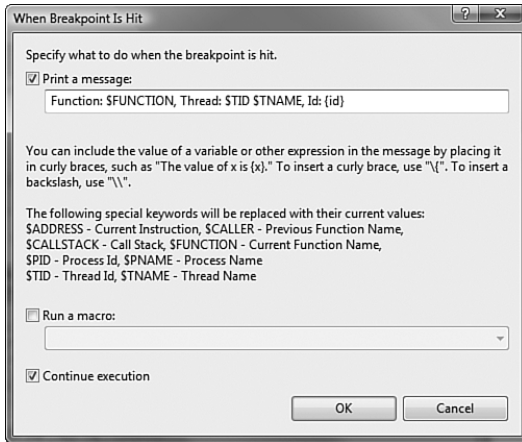 When Breakpoint Is Hit
Specify what to do when the breakpoint is hit.
Print a message:
Function: $FUNCTION, Thread: $TID $TNAME, Id: {id}
You can include the value of a variable or other expression in the message by placing it
in curly braces, such as "The value of x is {x}." To insert a curly brace, use "\{". To insert a
backslash, use "\\".
The following special keywords will be replaced with their current values:
$ADDRESS - Current Instruction, $CALLER - Previous Function Name,
$CALLSTACK - Call Stack, $FUNCTION - Current Function Name,
$PID - Process Id, $PNAME - Process Name
$TID - Thread Id, $TNAME - Thread Name
Run a macro:
Continue execution
OK Cancel